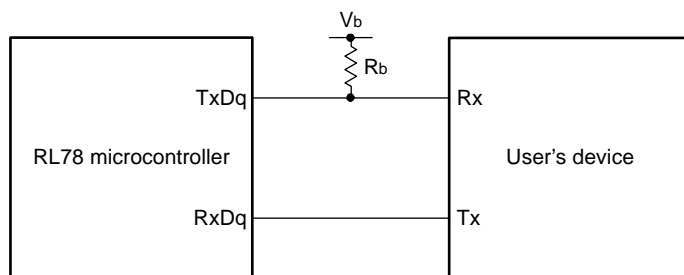 Vb
Rb
TxDq
Rx
RL78 microcontroller
User's device
RxDq
Tx